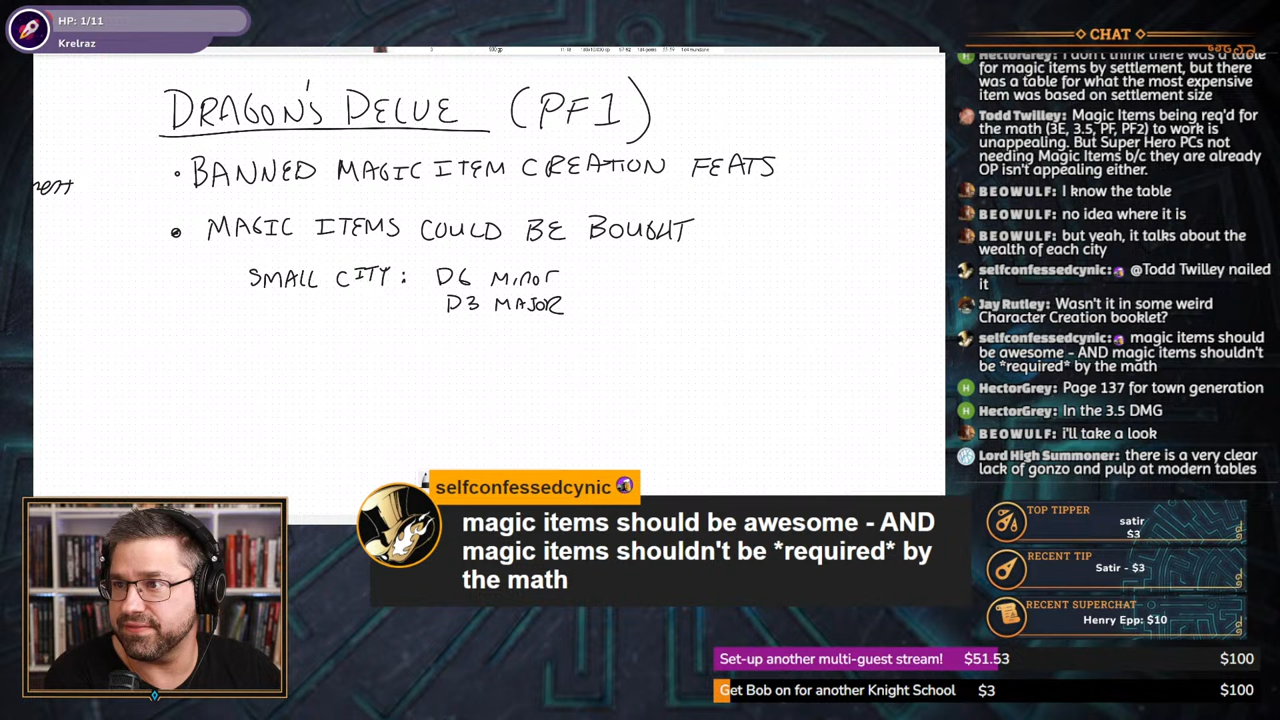 HP: 1/11
Krelraz
DRAGON'S DELVE (PF1)
• BANNED MAGIC ITEM CREATION FEATS
• MAGIC ITEMS COULD BE BOUGHT
SMALL CITY: D6 MINOR
D3 MAJOR
CHAT
HectorGrey: I don't think there was a table
for magic items by settlement, but there
was a table for what the most expensive
item was based on settlement size
Todd Twilley: Magic Items being req'd for
the math (3E, 3.5, PF, PF2) to work is
unappealing. But Super Hero PCs not
needing Magic Items b/c they are already
OP isn't appealing either.
BEOWULF: I know the table
BEOWULF: no idea where it is
BEOWULF: but yeah, it talks about the
wealth of each city
selfconfessedcynic: @Todd Twilley nailed
it
Jay Rutley: Wasn't it in some weird
Character Creation booklet?
selfconfessedcynic: magic items should
be awesome - AND magic items shouldn't
be *required* by the math
HectorGrey: Page 137 for town generation
HectorGrey: In the 3.5 DMG
BEOWULF: i'll take a look
Lord High Summoner: there is a very clear
lack of gonzo and pulp at modern tables
selfconfessedcynic
magic items should be awesome - AND
magic items shouldn't be *required* by
the math
TOP TIPPER
satir
$3
RECENT TIP
Satir - $3
RECENT SUPERCHAT
Henry Epp: $10
Set-up another multi-guest stream! $51.53 $100
Get Bob on for another Knight School $3 $100